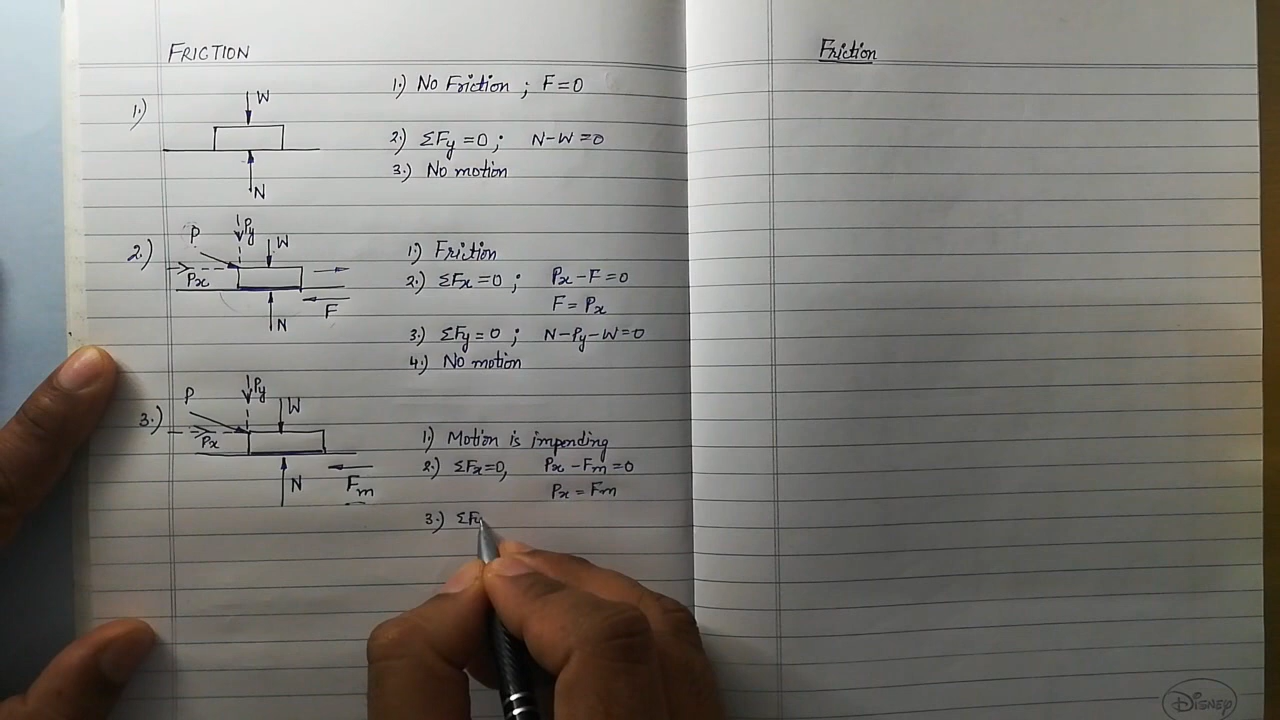 FRICTION
1.)
W
N
1.) No Friction ; F = 0
2.) ΣFy = 0 ; N-W = 0
3.) No motion
2.)
P
Py
W
Px
F
N
1.) Friction
2.) ΣFx = 0 ; Px - F = 0
F = Px
3.) ΣFy = 0 ; N-Py-W = 0
4.) No motion
3.)
P
Py
W
Px
N
Fm
1.) Motion is impending
2.) ΣFx = 0, Px - Fm = 0
Px = Fm
3.) ΣFy
Friction
DISNEY